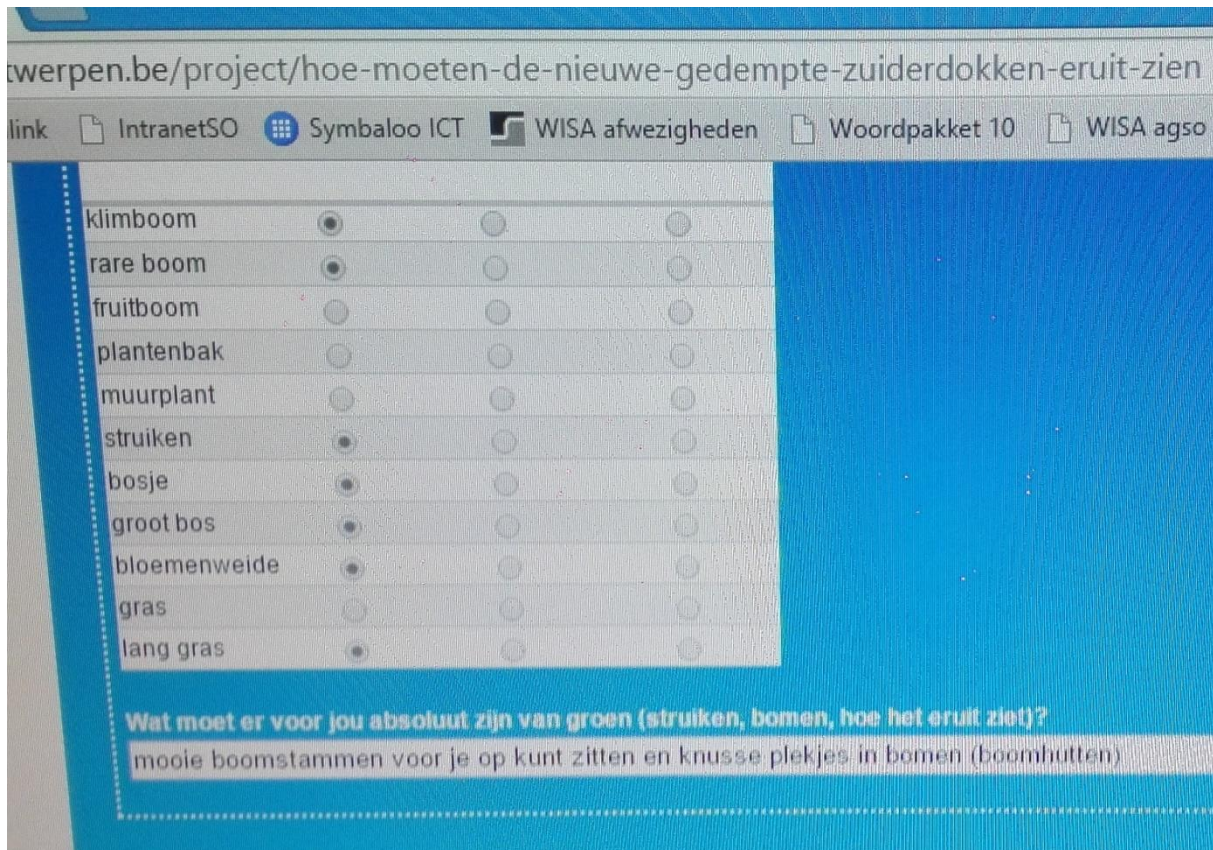 twerpen.be/project/hoe-moeten-de-nieuwe-gedempte-zuiderdokken-eruit-zien
link IntranetSO Symbaloo ICT WISA afwezigheden Woordpakket 10 WISA agso
klimboom
rare boom
fruitboom
plantenbak
muurplant
struiken
bosje
groot bos
bloemenweide
gras
lang gras
Wat moet er voor jou absoluut zijn van groen (struiken, bomen, hoe het eruit ziet)?
mooie boomstammen voor je op kunt zitten en knusse plekjes in bomen (boomhutten)